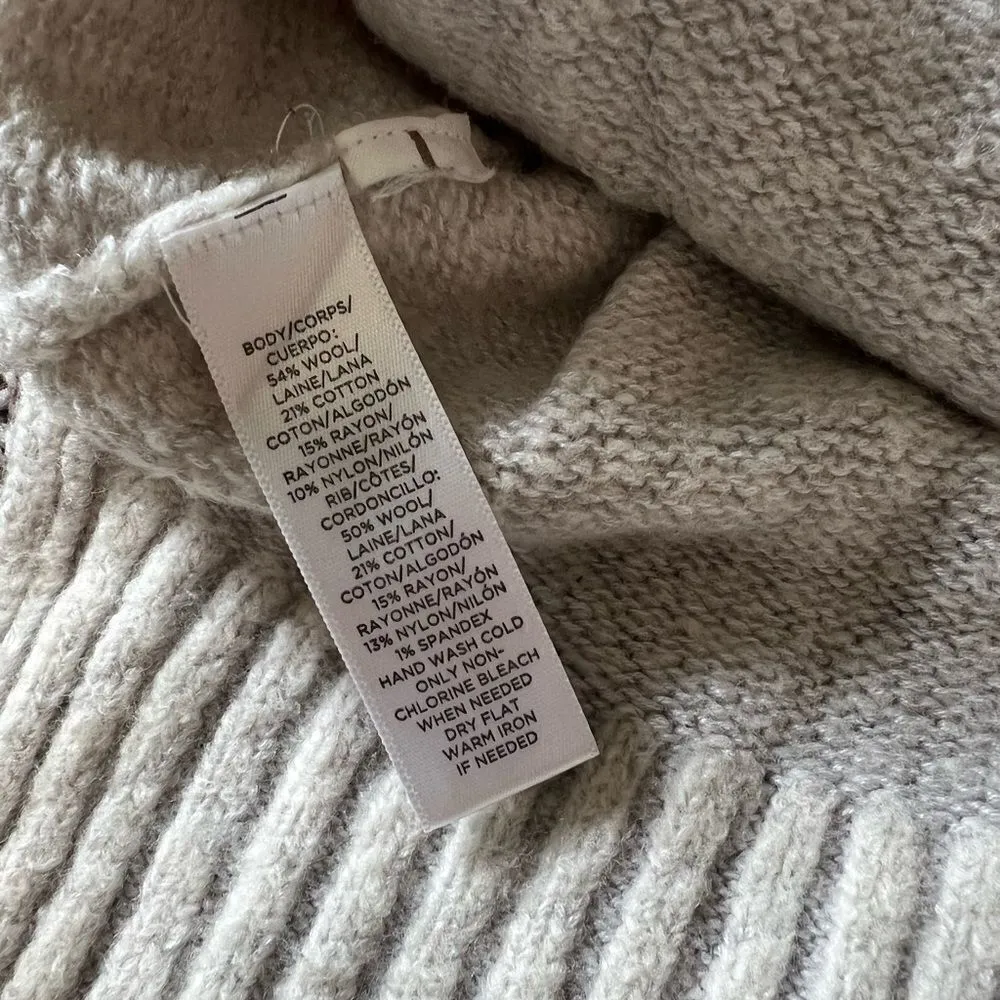 BODY/CORPS/
CUERPO:
54% WOOL/
LAINE/LANA
21% COTTON
COTON/ALGODÓN
15% RAYON/
RAYONNE/RAYÓN
10% NYLON/NILÓN
RIB/CÔTES/
CORDONCILLO:
50% WOOL/
LAINE/LANA
21% COTTON/
COTON/ALGODÓN
15% RAYON/
RAYONNE/RAYÓN
13% NYLON/NILÓN
1% SPANDEX
HAND WASH COLD
ONLY NON-
CHLORINE BLEACH
WHEN NEEDED
DRY FLAT
WARM IRON
IF NEEDED